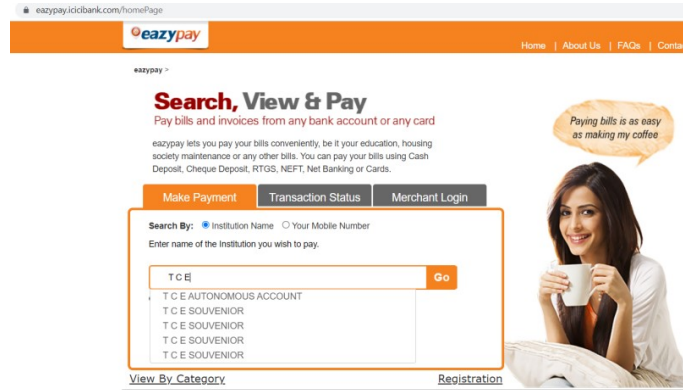 eazypay.icicibank.com/homePage
eazypay
Home | About Us | FAQs | Conta
eazypay >
Search, View & Pay
Pay bills and invoices from any bank account or any card
eazypay lets you pay your bills conveniently, be it your education, housing
society maintenance or any other bills. You can pay your bills using Cash
Deposit, Cheque Deposit, RTGS, NEFT, Net Banking or Cards.
Paying bills is as easy
as making my coffee
Make Payment Transaction Status Merchant Login
Search By: Institution Name Your Mobile Number
Enter name of the Institution you wish to pay.
T C E Go
T C E AUTONOMOUS ACCOUNT
T C E SOUVENIOR
T C E SOUVENIOR
T C E SOUVENIOR
T C E SOUVENIOR
View By Category Registration